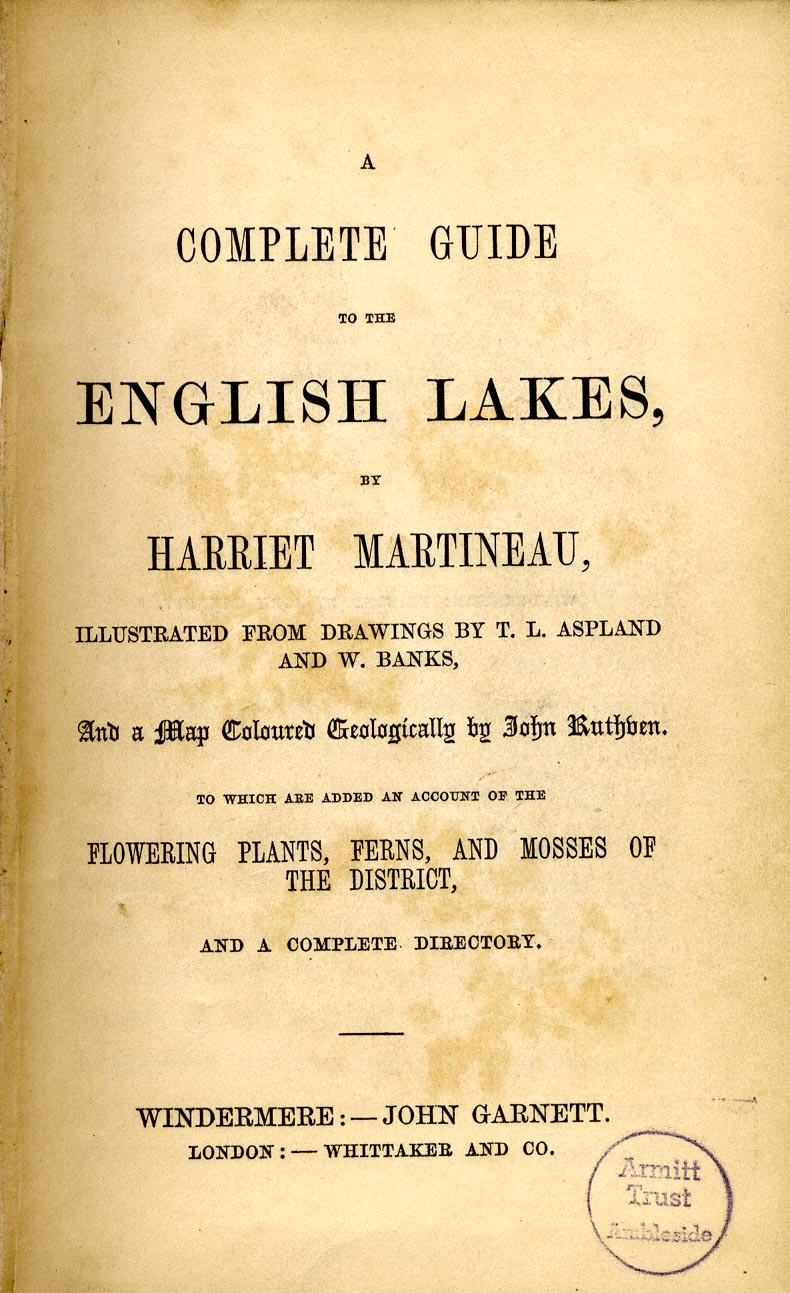 A
COMPLETE GUIDE
TO THE
ENGLISH LAKES,
BY
HARRIET MARTINEAU,
ILLUSTRATED FROM DRAWINGS BY T. L. ASPLAND
AND W. BANKS,
And a Map Coloured Geologically by John Ruthven.
TO WHICH ARE ADDED AN ACCOUNT OF THE
FLOWERING PLANTS, FERNS, AND MOSSES OF
THE DISTRICT,
AND A COMPLETE DIRECTORY.
WINDERMERE:—JOHN GARNETT.
LONDON:—WHITTAKER AND CO.
Armitt
Trust
Ambleside